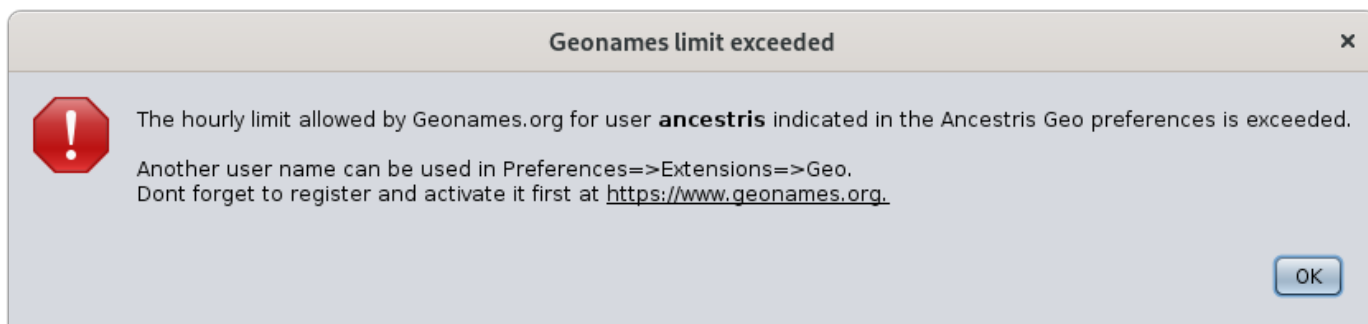 Geonames limit exceeded
The hourly limit allowed by Geonames.org for user ancestris indicated in the Ancestris Geo preferences is exceeded.
Another user name can be used in Preferences=>Extensions=>Geo.
Dont forget to register and activate it first at https://www.geonames.org.
OK